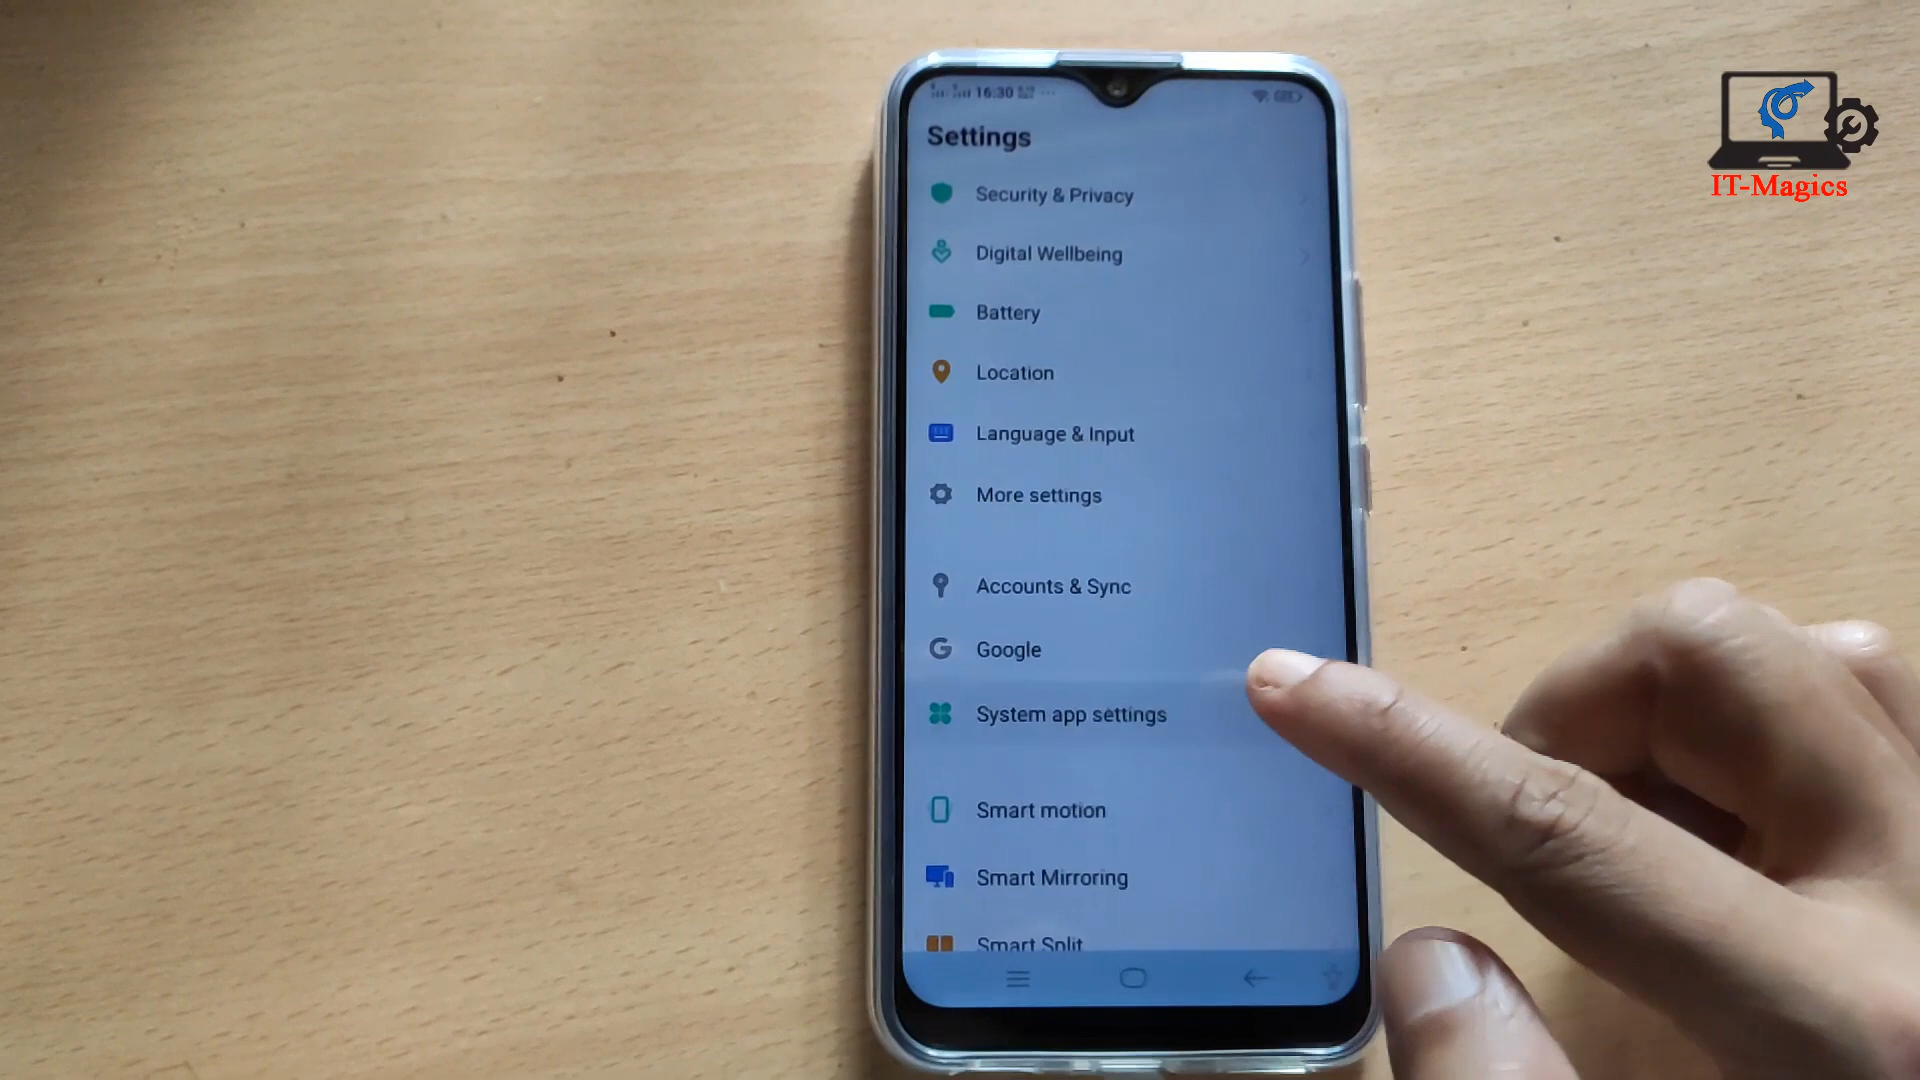 16:30
Settings
Security & Privacy
Digital Wellbeing
Battery
Location
Language & Input
More settings
Accounts & Sync
Google
System app settings
Smart motion
Smart Mirroring
Smart Split
IT-Magics